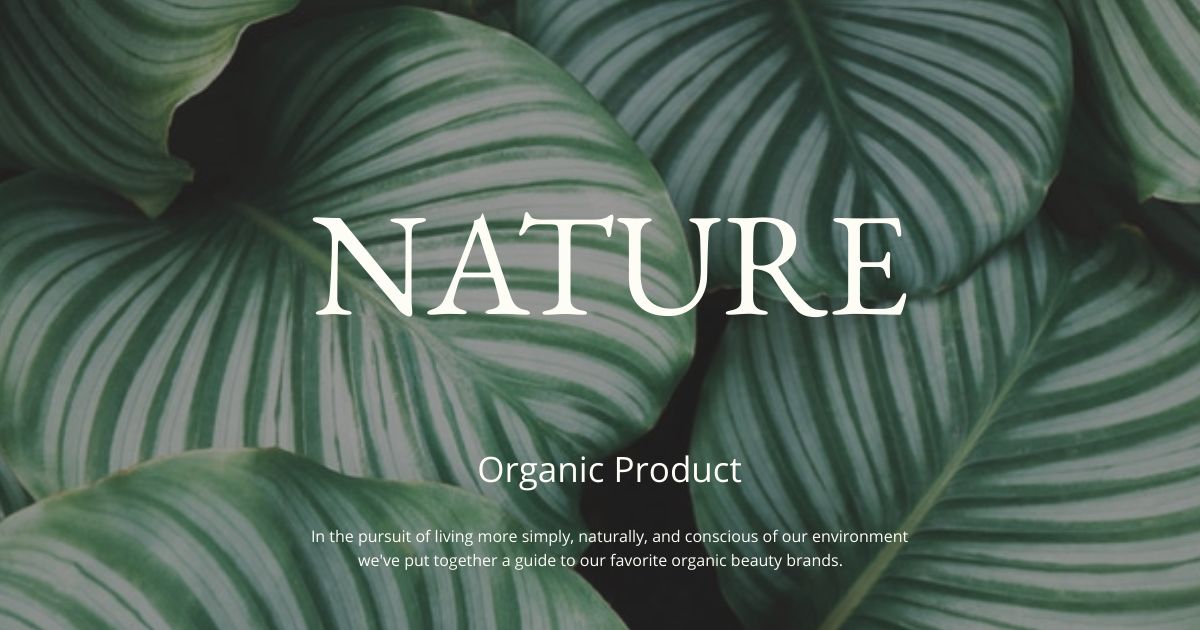 NATURE
Organic Product
In the pursuit of living more simply, naturally, and conscious of our environment
we've put together a guide to our favorite organic beauty brands.